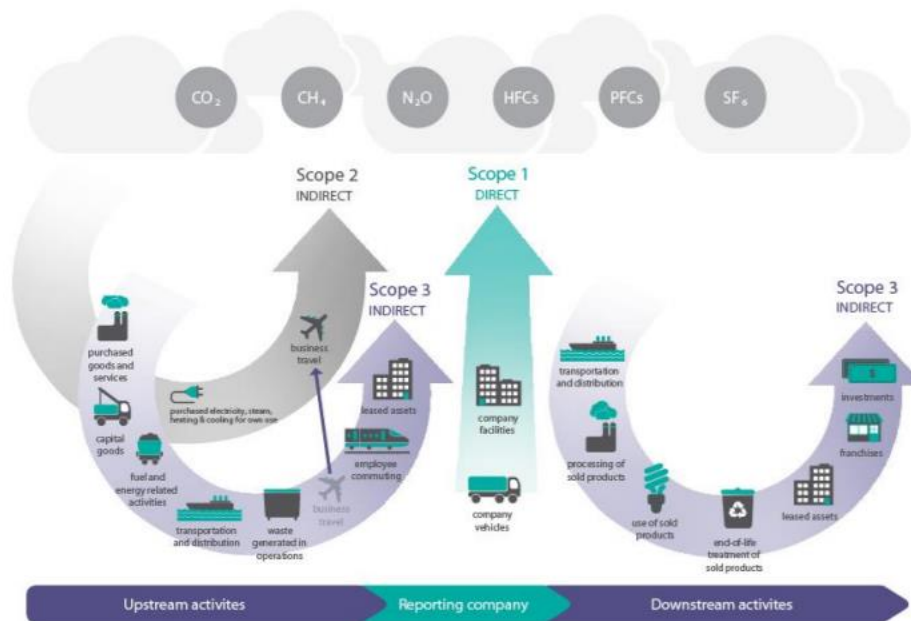 CO₂
CH₄
N₂O
HFCs
PFCs
SF₆
Scope 2
INDIRECT
Scope 1
DIRECT
Scope 3
INDIRECT
Scope 3
INDIRECT
purchased
goods and
services
capital
goods
fuel and
energy related
activities
purchased electricity, steam,
heating & cooling for own use
transportation
and distribution
waste
generated in
operations
business
travel
business
travel
employee
commuting
leased assets
company
facilities
company
vehicles
transportation
and distribution
processing of
sold products
use of sold
products
end-of-life
treatment of
sold products
leased assets
franchises
investments
$
Upstream activites
Reporting company
Downstream activites